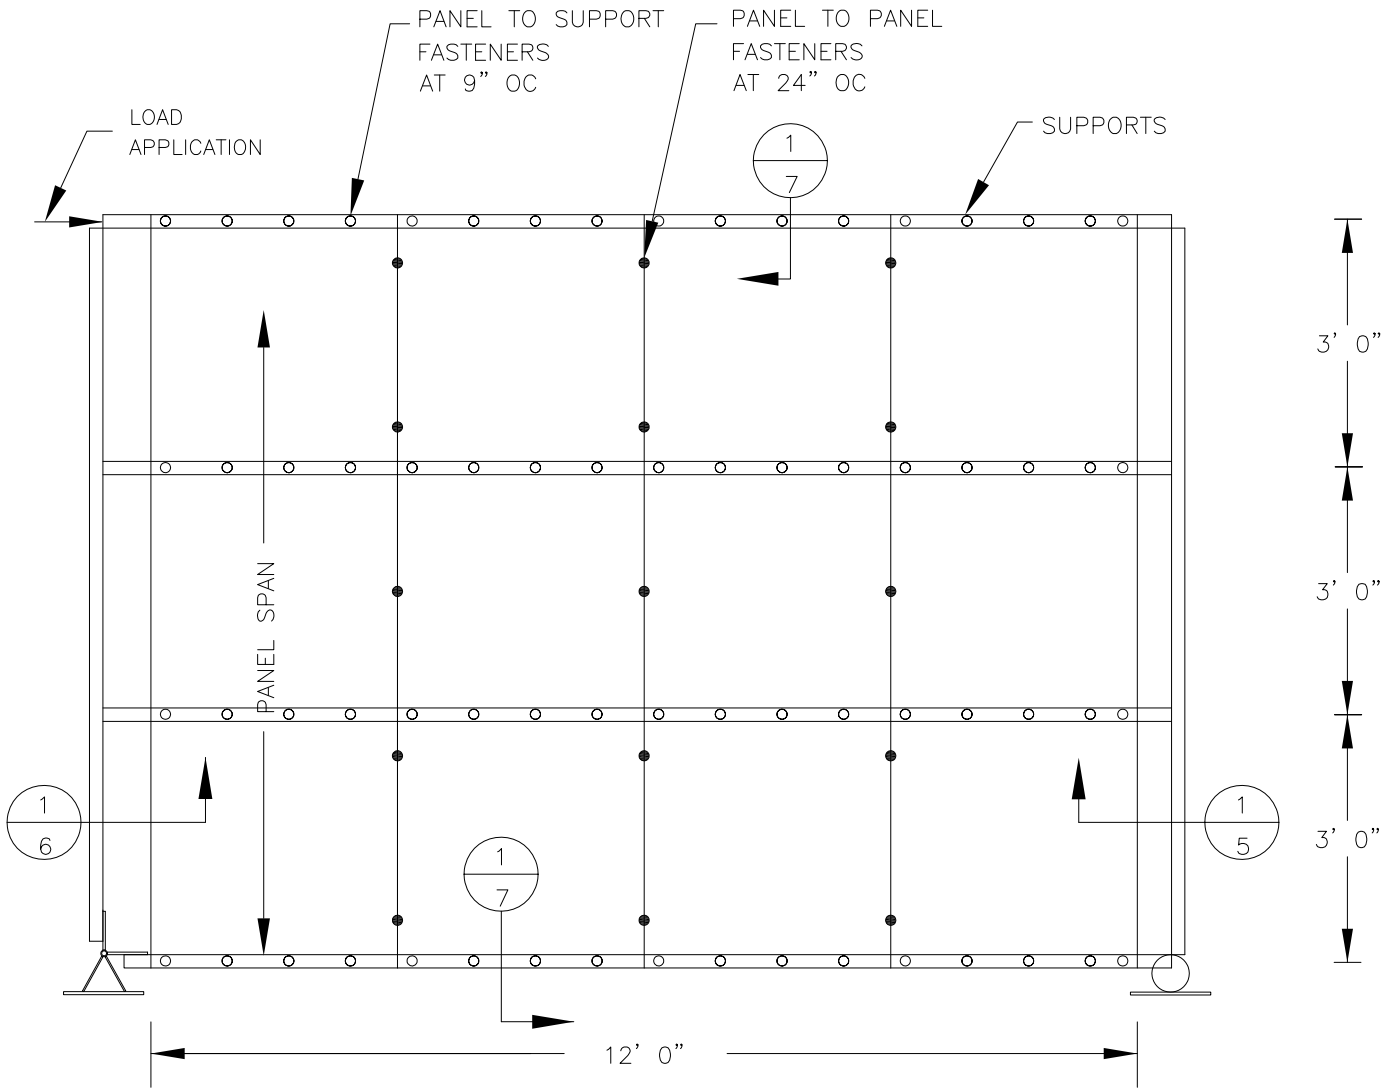 PANEL TO SUPPORT
FASTENERS
AT 9” OC
PANEL TO PANEL
FASTENERS
AT 24” OC
LOAD
APPLICATION
1
7
SUPPORTS
3’ 0”
PANEL SPAN
3’ 0”
1
6
1
7
1
5
3’ 0”
12’ 0”